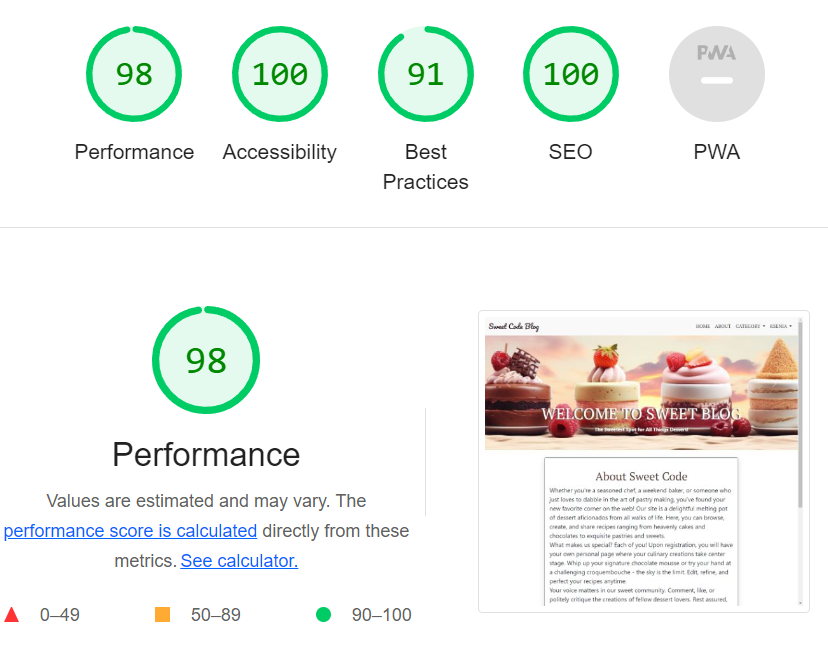 98
100
91
100
PWA
Performance
Accessibility
Best
Practices
SEO
PWA
98
Performance
Values are estimated and may vary. The
performance score is calculated directly from these
metrics. See calculator.
0–49
50–89
90–100
Sweet Code Blog
HOME ABOUT CATEGORY KSENIA
WELCOME TO SWEET BLOG
The Sweetest Spot for All Things Dessert
About Sweet Code
Whether you're a seasoned chef, a weekend baker, or someone who
just loves to dabble in the art of pastry making, you've found your
new favorite corner on the web! Our site is a delightful melting pot
of dessert aficionados from all walks of life. Here, you can browse,
create, and share recipes ranging from heavenly cakes and
chocolates to exquisite pastries and sweets.
What makes us special? Each of you! Upon registration, you will have
your own personal page where your culinary creations take center
stage. Whip up your signature chocolate mousse or try your hand at
a challenging croquembouche - the sky is the limit. Edit, refine, and
perfect your recipes anytime.
Your voice matters in our sweet community. Comment, like, or
politely critique the creations of fellow dessert lovers. Rest assured,